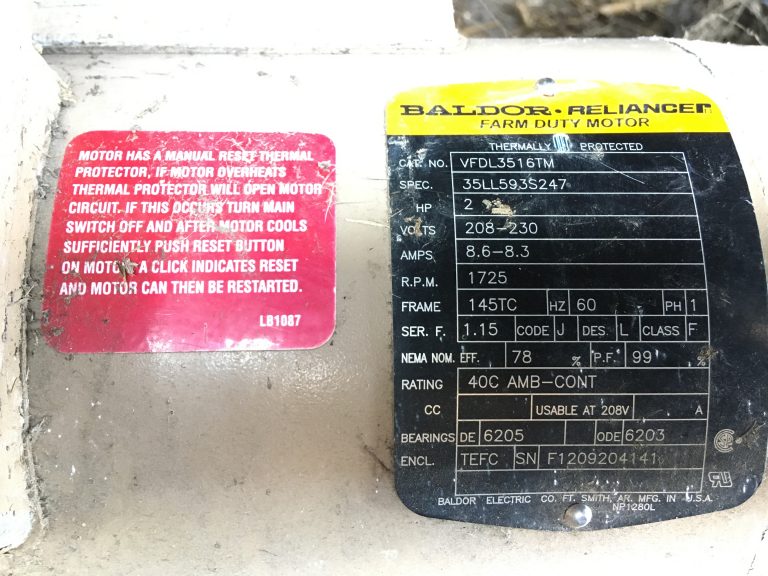 MOTOR HAS A MANUAL RESET THERMAL
PROTECTOR, IF MOTOR OVERHEATS
THERMAL PROTECTOR WILL OPEN MOTOR
CIRCUIT. IF THIS OCCURS TURN MAIN
SWITCH OFF AND AFTER MOTOR COOLS
SUFFICIENTLY PUSH RESET BUTTON
ON MOTOR-A CLICK INDICATES RESET
AND MOTOR CAN THEN BE RESTARTED.
LB1087
BALDOR • RELIANCER
FARM DUTY MOTOR
THERMALLY PROTECTED
CAT. NO. VFDL3516TM
SPEC. 35LL593S247
HP 2
VOLTS 208-230
AMPS 8.6-8.3
R.P.M. 1725
FRAME 145TC HZ 60 PH 1
SER. F. 1.15 CODE J DES. L CLASS F
NEMA NOM. EFF. 78 % P.F. 99 %
RATING 40C AMB-CONT
CC USABLE AT 208V A
BEARINGS DE 6205 ODE 6203
ENCL. TEFC SN F1209204141
BALDOR ELECTRIC CO. FT. SMITH, AR. MFG. IN U.S.A.
NP1280L